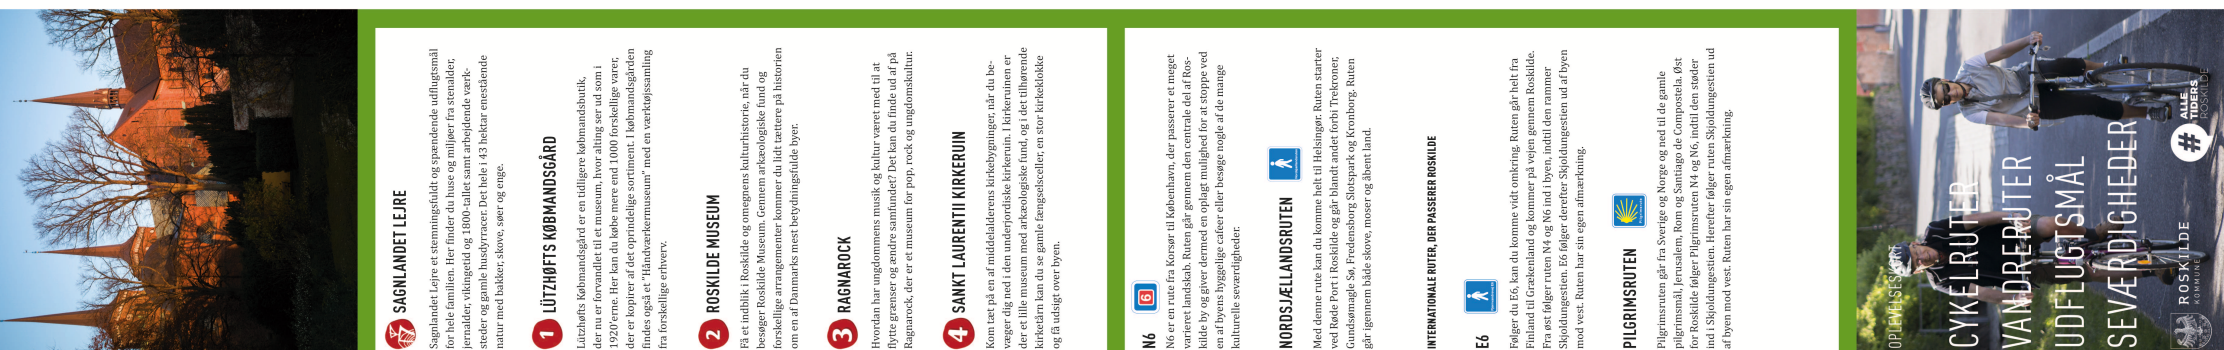 SAGNLANDET LEJRE
Sagnlandet Lejre et stemningsfuldt og spændende udflugtsmål
for hele familien. Her finder du huse og miljøer fra stenalder,
jernalder, vikingetid og 1800-tallet samt arbejdende værk-
steder og gamle husdyrracer. Det hele i 43 hektar enestående
natur med bakker, skove, søer og enge.
1 LÜTZHØFTS KØBMANDSGÅRD
Lützhøfts Købmandsgård er en tidligere købmandsbutik,
der nu er forvandlet til et museum, hvor alting ser ud som i
1920'erne. Her kan du købe mere end 1000 forskellige varer,
der er kopirer af det oprindelige sortiment. I købmandsgården
findes også et "Håndværkermuseum" med en værktøjssamling
fra forskellige erhverv.
2 ROSKILDE MUSEUM
Få et indblik i Roskilde og omegnens kulturhistorie, når du
besøger Roskilde Museum. Gennem arkæologiske fund og
forskellige arrangementer kommer du lidt tættere på historien
om en af Danmarks mest betydningsfulde byer.
3 RAGNAROCK
Hvordan har ungdommens musik og kultur været med til at
flytte grænser og ændre samfundet? Det kan du finde ud af på
Ragnarock, der er et museum for pop, rock og ungdomskultur.
4 SANKT LAURENTII KIRKERUIN
Kom tæt på en af middelalderens kirkebygninger, når du be-
væger dig ned i den underjordiske kirkeruin. I kirkeruinen er
der et lille museum med arkæologiske fund, og i det tilhørende
kirketårn kan du se gamle fængselsceller, en stor kirkeklokke
og få udsigt over byen.
N6 6
N6 er en rute fra Korsør til København, der passerer et meget
varieret landskab. Ruten går gennem den centrale del af Ros-
kilde by og giver dermed en oplagt mulighed for at stoppe ved
en af byens hyggelige cafeer eller besøge nogle af de mange
kulturelle seværdigheder.
NORDSJÆLLANDSRUTEN
Med denne rute kan du komme helt til Helsingør. Ruten starter
ved Røde Port i Roskilde og går blandt andet forbi Trekroner,
Gundsømagle Sø, Fredensborg Slotspark og Kronborg. Ruten
går igennem både skove, moser og åbent land.
INTERNATIONALE RUTER, DER PASSERER ROSKILDE
E6
Følger du E6, kan du komme vidt omkring. Ruten går helt fra
Finland til Grækenland og kommer på vejen gennem Roskilde.
Fra øst følger ruten N4 og N6 ind i byen, indtil den rammer
Skjoldungestien. E6 følger derefter Skjoldungestien ud af byen
mod vest. Ruten har sin egen afmærkning.
PILGRIMSRUTEN
Pilgrimsruten går fra Sverige og Norge og ned til de gamle
pilgrimsmål, Jerusalem, Rom og Santiago de Compostela. Øst
for Roskilde følger Pilgrimsruten N4 og N6, indtil den støder
ind i Skjoldungestien. Herefter følger ruten Skjoldungestien ud
af byen mod vest. Ruten har sin egen afmærkning.
OPLEVELSESKORT
CYKELRUTER
VANDRERUTER
UDFLUGTSMÅL
SEVÆRDIGHEDER
ROSKILDE
KOMMUNE
#
ALLE
TIDERS
ROSKILDE